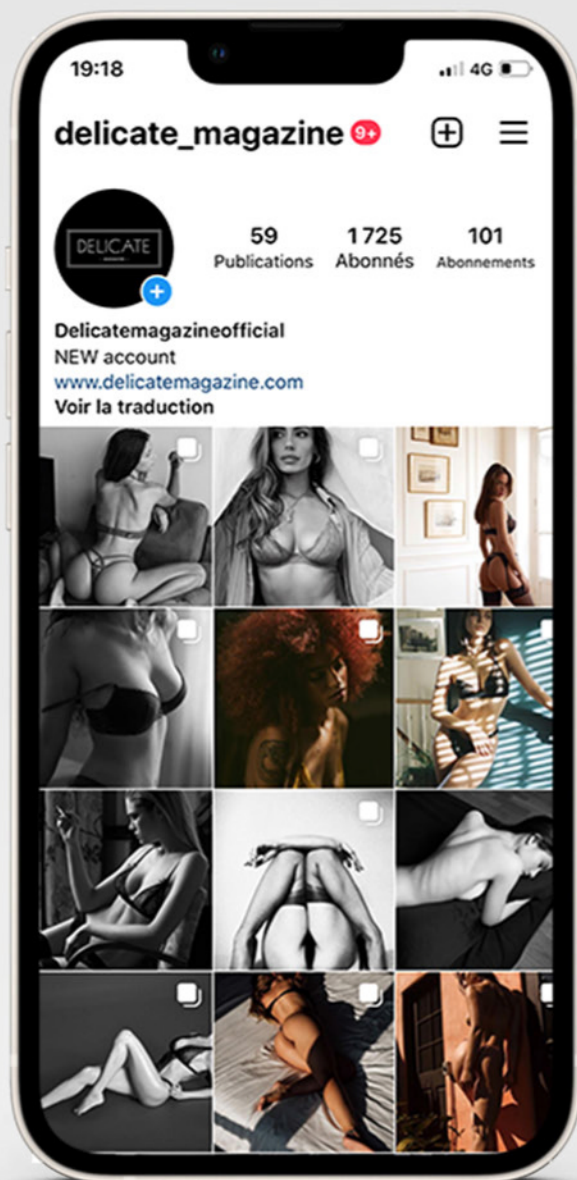 19:18
4G
delicate_magazine 9+
DELICATE
59 1 725 101
Publications Abonnés Abonnements
Delicatemagazineofficial
NEW account
www.delicatemagazine.com
Voir la traduction